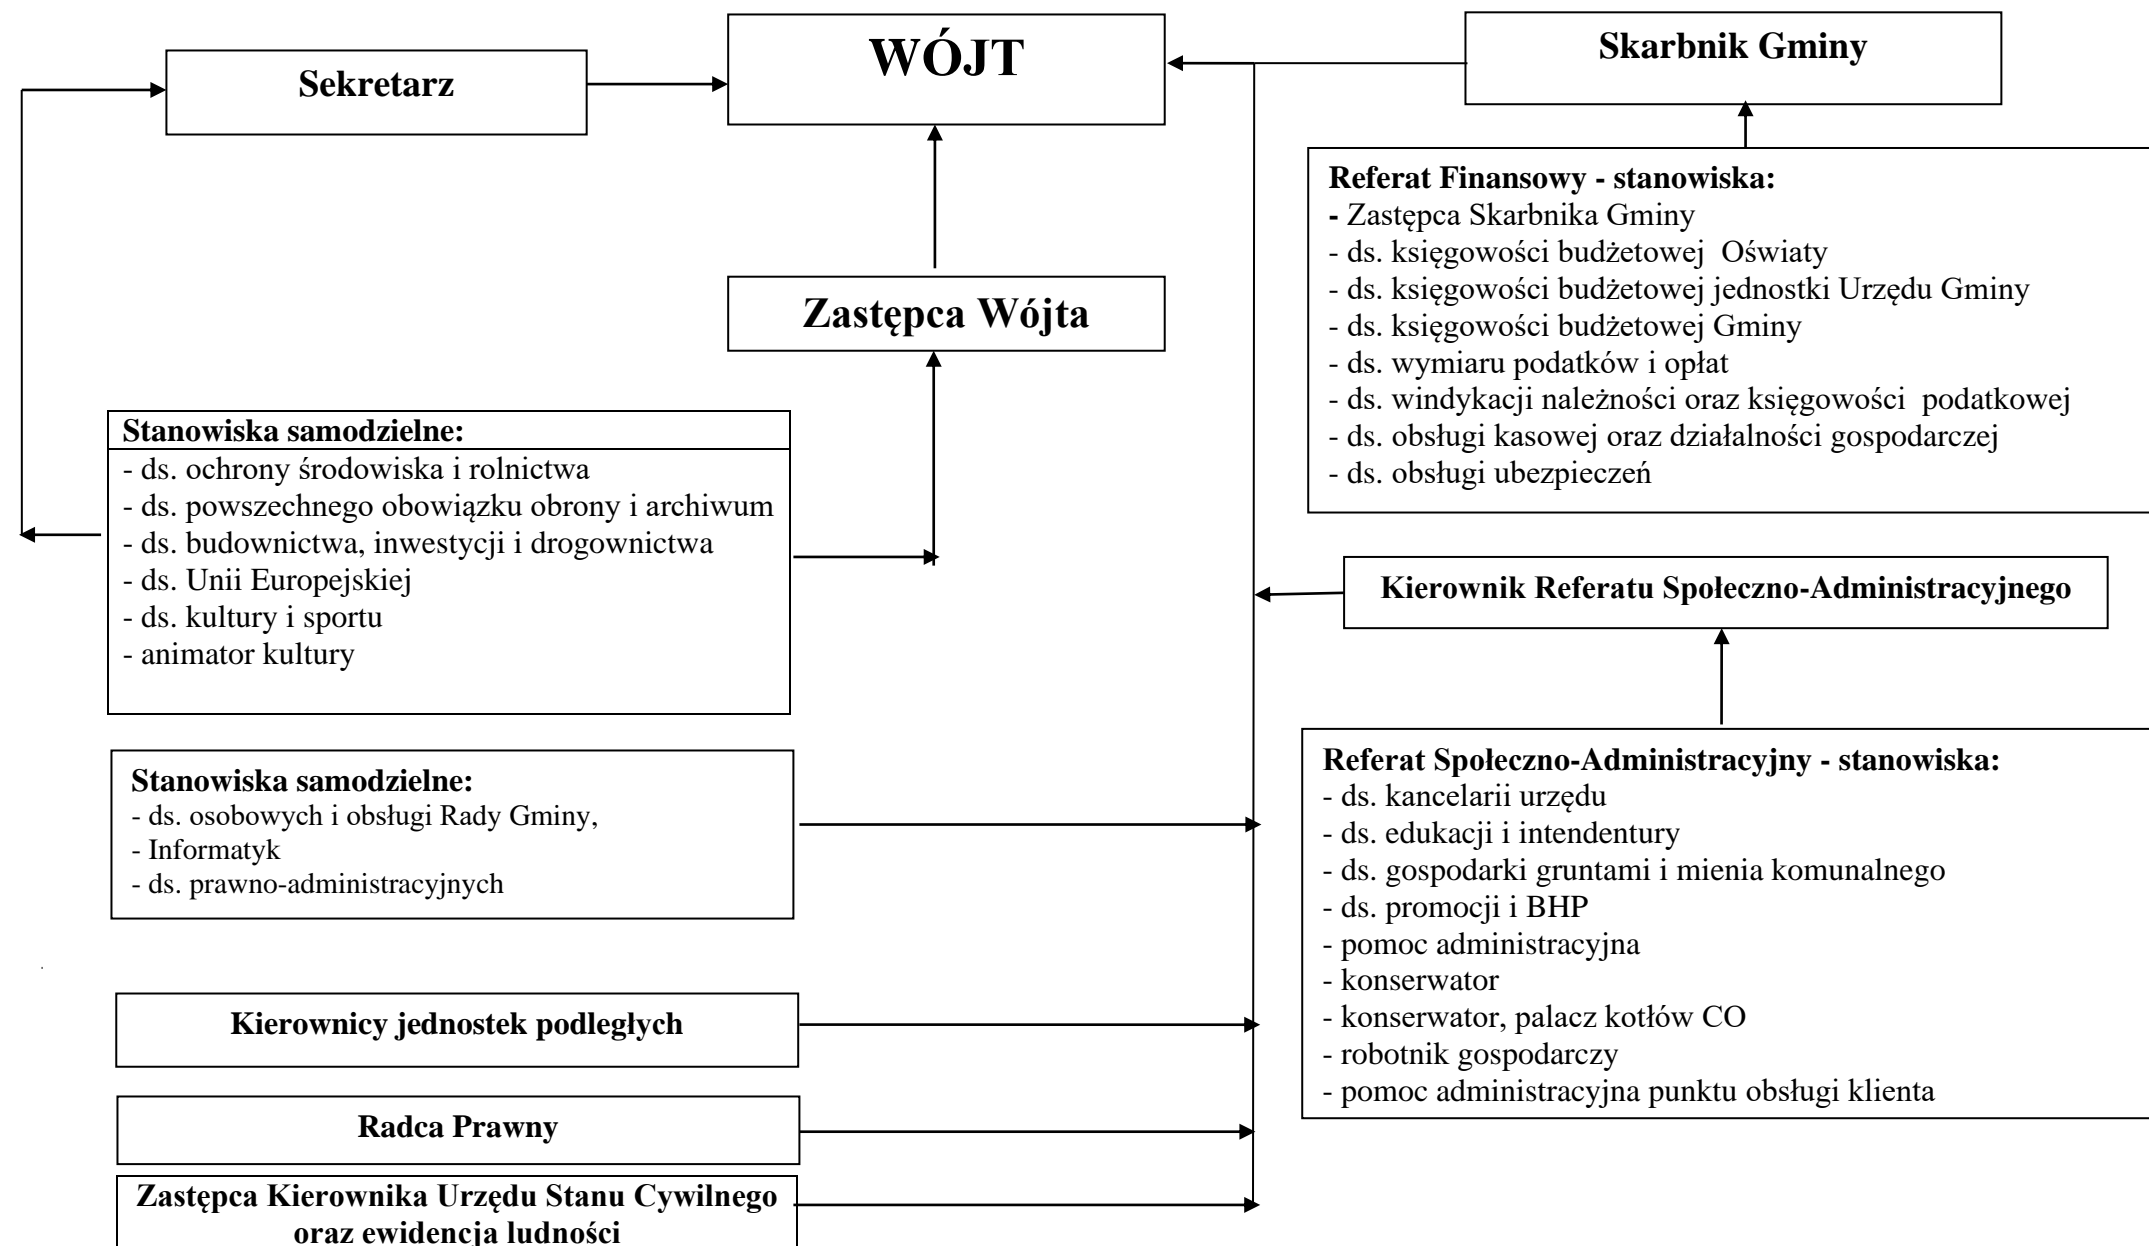 WÓJT
Sekretarz
Skarbnik Gminy
Referat Finansowy - stanowiska:
- Zastępca Skarbnika Gminy
- ds. księgowości budżetowej Oświaty
- ds. księgowości budżetowej jednostki Urzędu Gminy
- ds. księgowości budżetowej Gminy
- ds. wymiaru podatków i opłat
- ds. windykacji należności oraz księgowości podatkowej
- ds. obsługi kasowej oraz działalności gospodarczej
- ds. obsługi ubezpieczeń
Zastępca Wójta
Stanowiska samodzielne:
- ds. ochrony środowiska i rolnictwa
- ds. powszechnego obowiązku obrony i archiwum
- ds. budownictwa, inwestycji i drogownictwa
- ds. Unii Europejskiej
- ds. kultury i sportu
- animator kultury
Kierownik Referatu Społeczno-Administracyjnego
Stanowiska samodzielne:
- ds. osobowych i obsługi Rady Gminy,
- Informatyk
- ds. prawno-administracyjnych
Referat Społeczno-Administracyjny - stanowiska:
- ds. kancelarii urzędu
- ds. edukacji i intendentury
- ds. gospodarki gruntami i mienia komunalnego
- ds. promocji i BHP
- pomoc administracyjna
- konserwator
- konserwator, palacz kotłów CO
- robotnik gospodarczy
- pomoc administracyjna punktu obsługi klienta
Kierownicy jednostek podległych
Radca Prawny
Zastępca Kierownika Urzędu Stanu Cywilnego
oraz ewidencja ludności